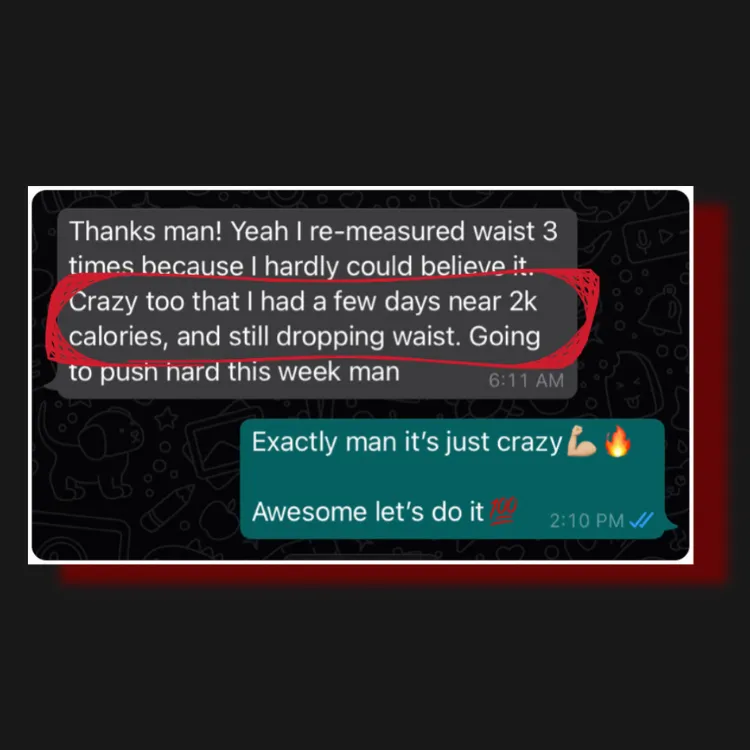 Thanks man! Yeah I re-measured waist 3
times because I hardly could believe it.
Crazy too that I had a few days near 2k
calories, and still dropping waist. Going
to push hard this week man
6:11 AM
Exactly man it’s just crazy💪🏼🔥
Awesome let’s do it💯
2:10 PM